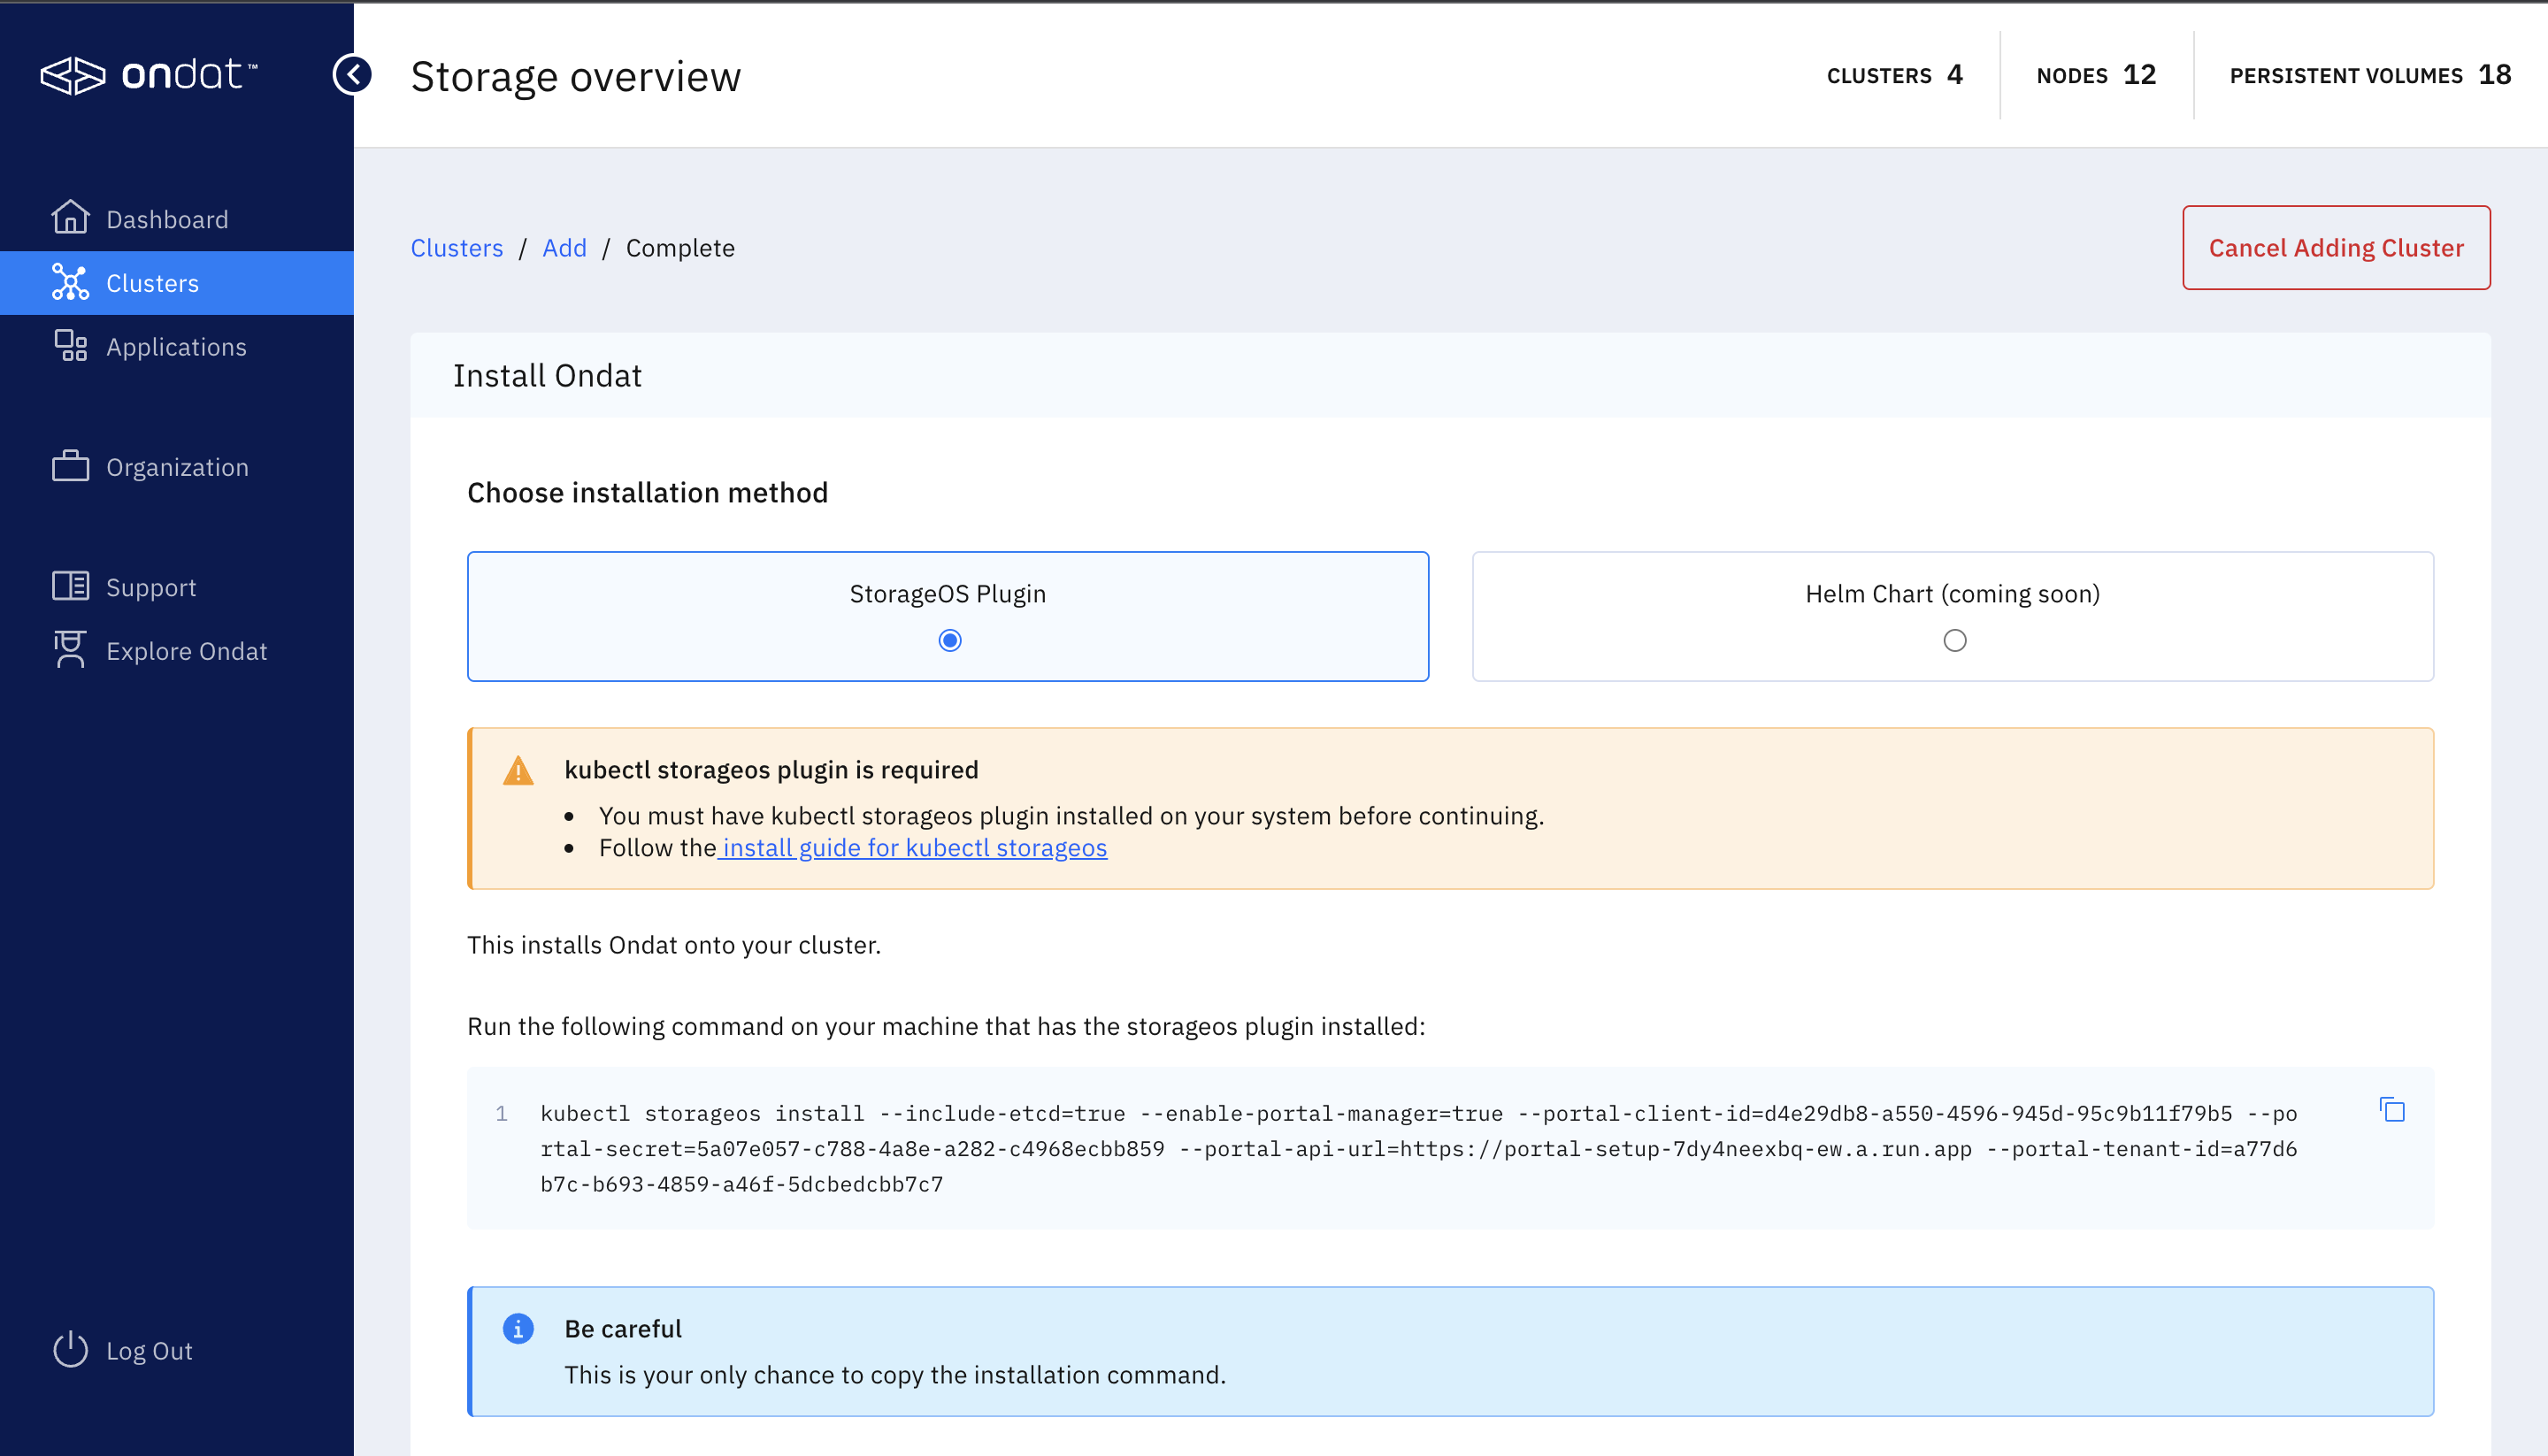 ondat™
Storage overview
CLUSTERS 4
NODES 12
PERSISTENT VOLUMES 18
Dashboard
Clusters
Applications
Organization
Support
Explore Ondat
Log Out
Clusters / Add / Complete
Cancel Adding Cluster
Install Ondat
Choose installation method
StorageOS Plugin
Helm Chart (coming soon)
kubectl storageos plugin is required
• You must have kubectl storageos plugin installed on your system before continuing.
• Follow the install guide for kubectl storageos
This installs Ondat onto your cluster.
Run the following command on your machine that has the storageos plugin installed:
1 kubectl storageos install --include-etcd=true --enable-portal-manager=true --portal-client-id=d4e29db8-a550-4596-945d-95c9b11f79b5 --po
rtal-secret=5a07e057-c788-4a8e-a282-c4968ecbb859 --portal-api-url=https://portal-setup-7dy4neexbq-ew.a.run.app --portal-tenant-id=a77d6
b7c-b693-4859-a46f-5dcbedcbb7c7
Be careful
This is your only chance to copy the installation command.